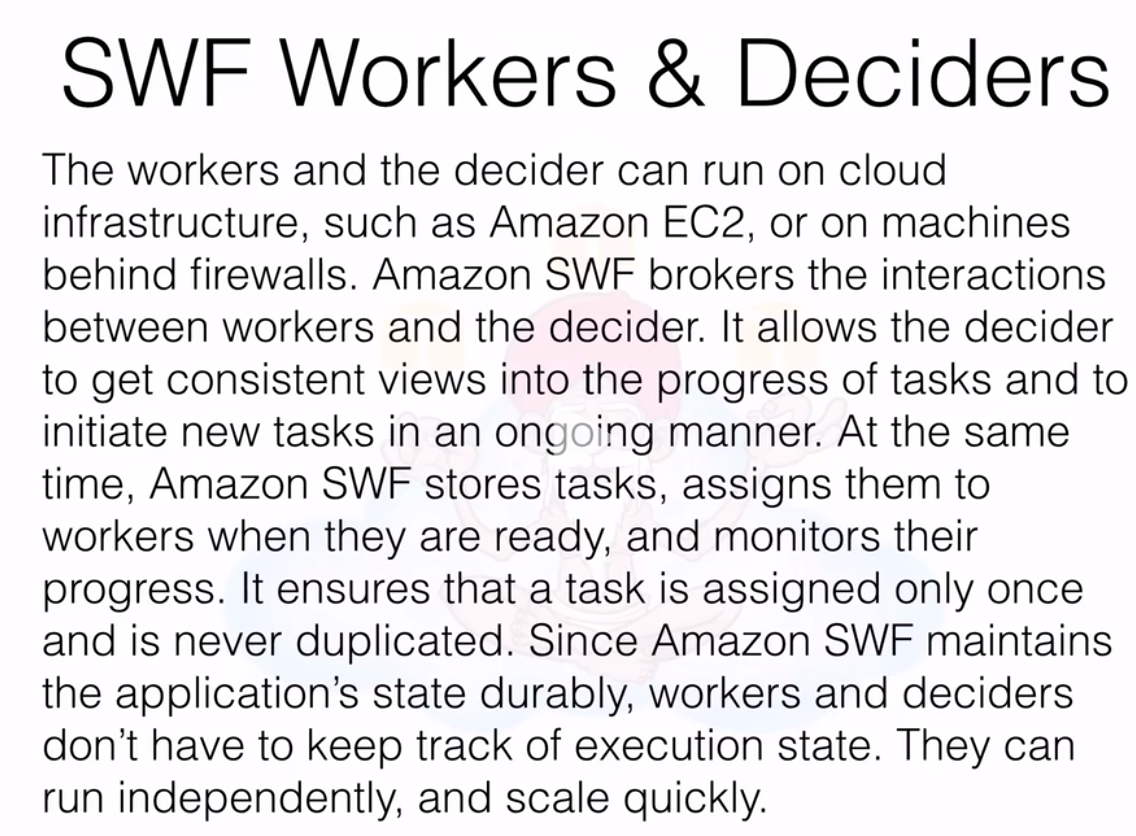 SWF Workers & Deciders
The workers and the decider can run on cloud
infrastructure, such as Amazon EC2, or on machines
behind firewalls. Amazon SWF brokers the interactions
between workers and the decider. It allows the decider
to get consistent views into the progress of tasks and to
initiate new tasks in an ongoing manner. At the same
time, Amazon SWF stores tasks, assigns them to
workers when they are ready, and monitors their
progress. It ensures that a task is assigned only once
and is never duplicated. Since Amazon SWF maintains
the application’s state durably, workers and deciders
don’t have to keep track of execution state. They can
run independently, and scale quickly.